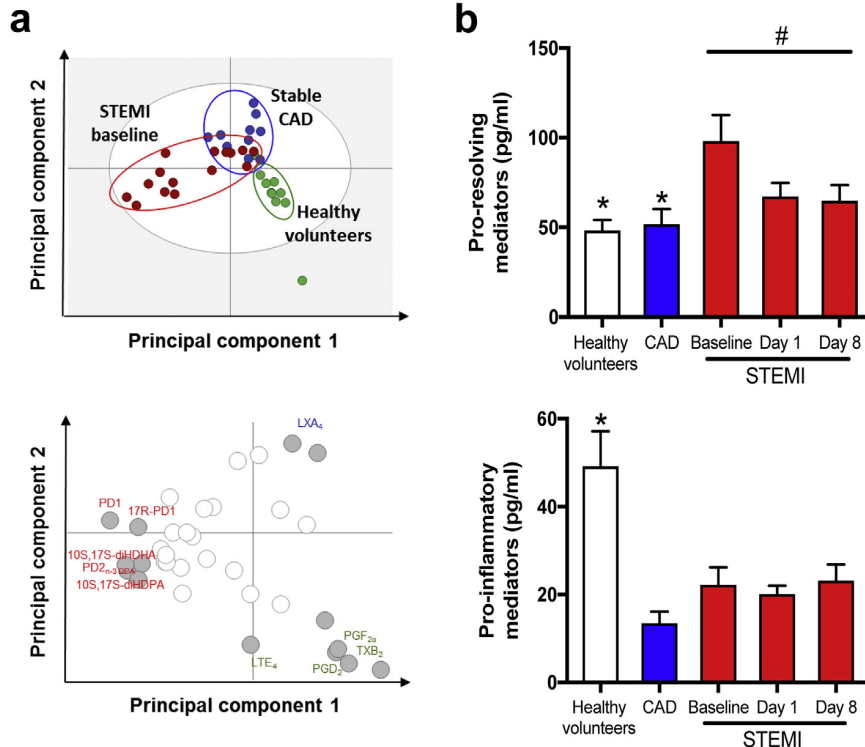 a
STEMI
baseline
Stable
CAD
Healthy
volunteers
Principal component 2
Principal component 1
LXA4
PD1
17R-PD1
10S,17S-diHDHA
PD2n-3 DPA
10S,17S-diHDPA
LTE4
PGF2α
TXB2
PGD2
Principal component 2
Principal component 1
b
#
150
100
50
0
* *
Pro-resolving
mediators (pg/ml)
Healthy
volunteers
CAD
Baseline Day 1 Day 8
STEMI
60
40
20
0
*
Pro-inflammatory
mediators (pg/ml)
Healthy
volunteers
CAD
Baseline Day 1 Day 8
STEMI